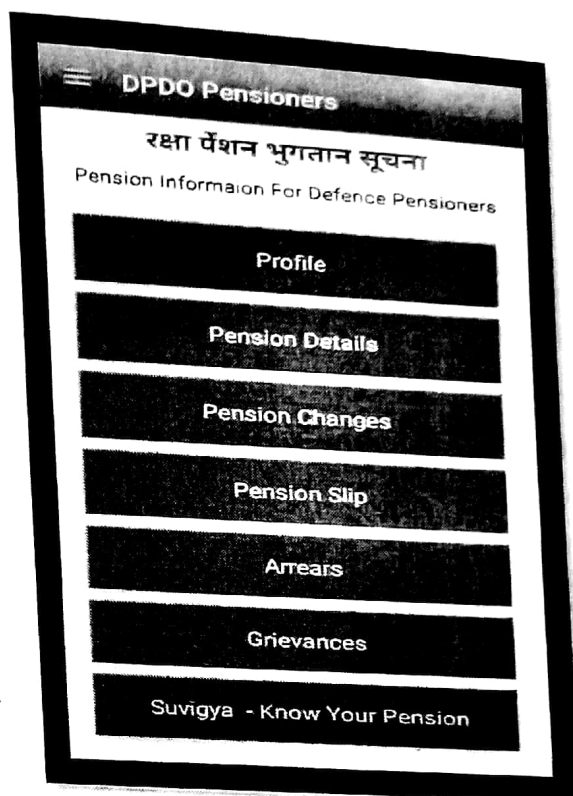 DPDO Pensioners
रक्षा पेंशन भुगतान सूचना
Pension Informaion For Defence Pensioners
Profile
Pension Details
Pension Changes
Pension Slip
Arrears
Grievances
Suvigya - Know Your Pension